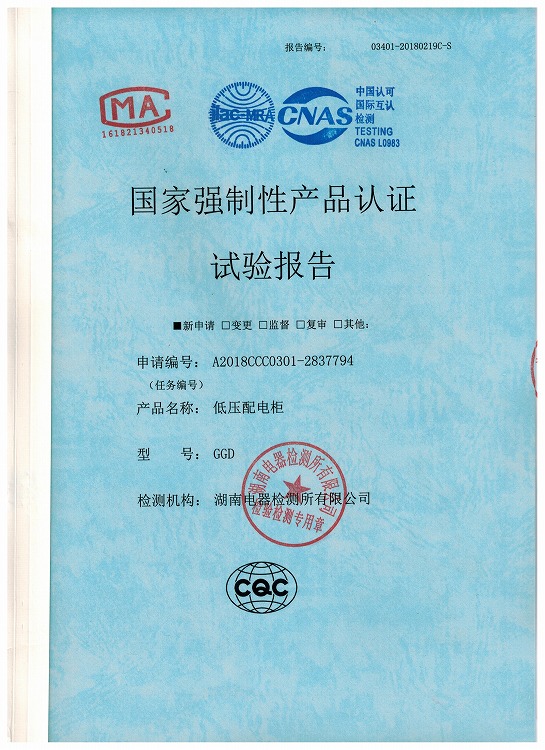 报告编号: 03401-20180219C-S
CMA
161821340518
ilac-MRA
CNAS
中国认可
国际互认
检测
TESTING
CNAS L0983
国家强制性产品认证
试验报告
■新申请 □变更 □监督 □复审 □其他:
申请编号: A2018CCC0301-2837794
(任务编号)
产品名称: 低压配电柜
型 号: GGD
检测机构: 湖南电器检测所有限公司
湖南电器检测所有限公司
检验检测专用章
CQC